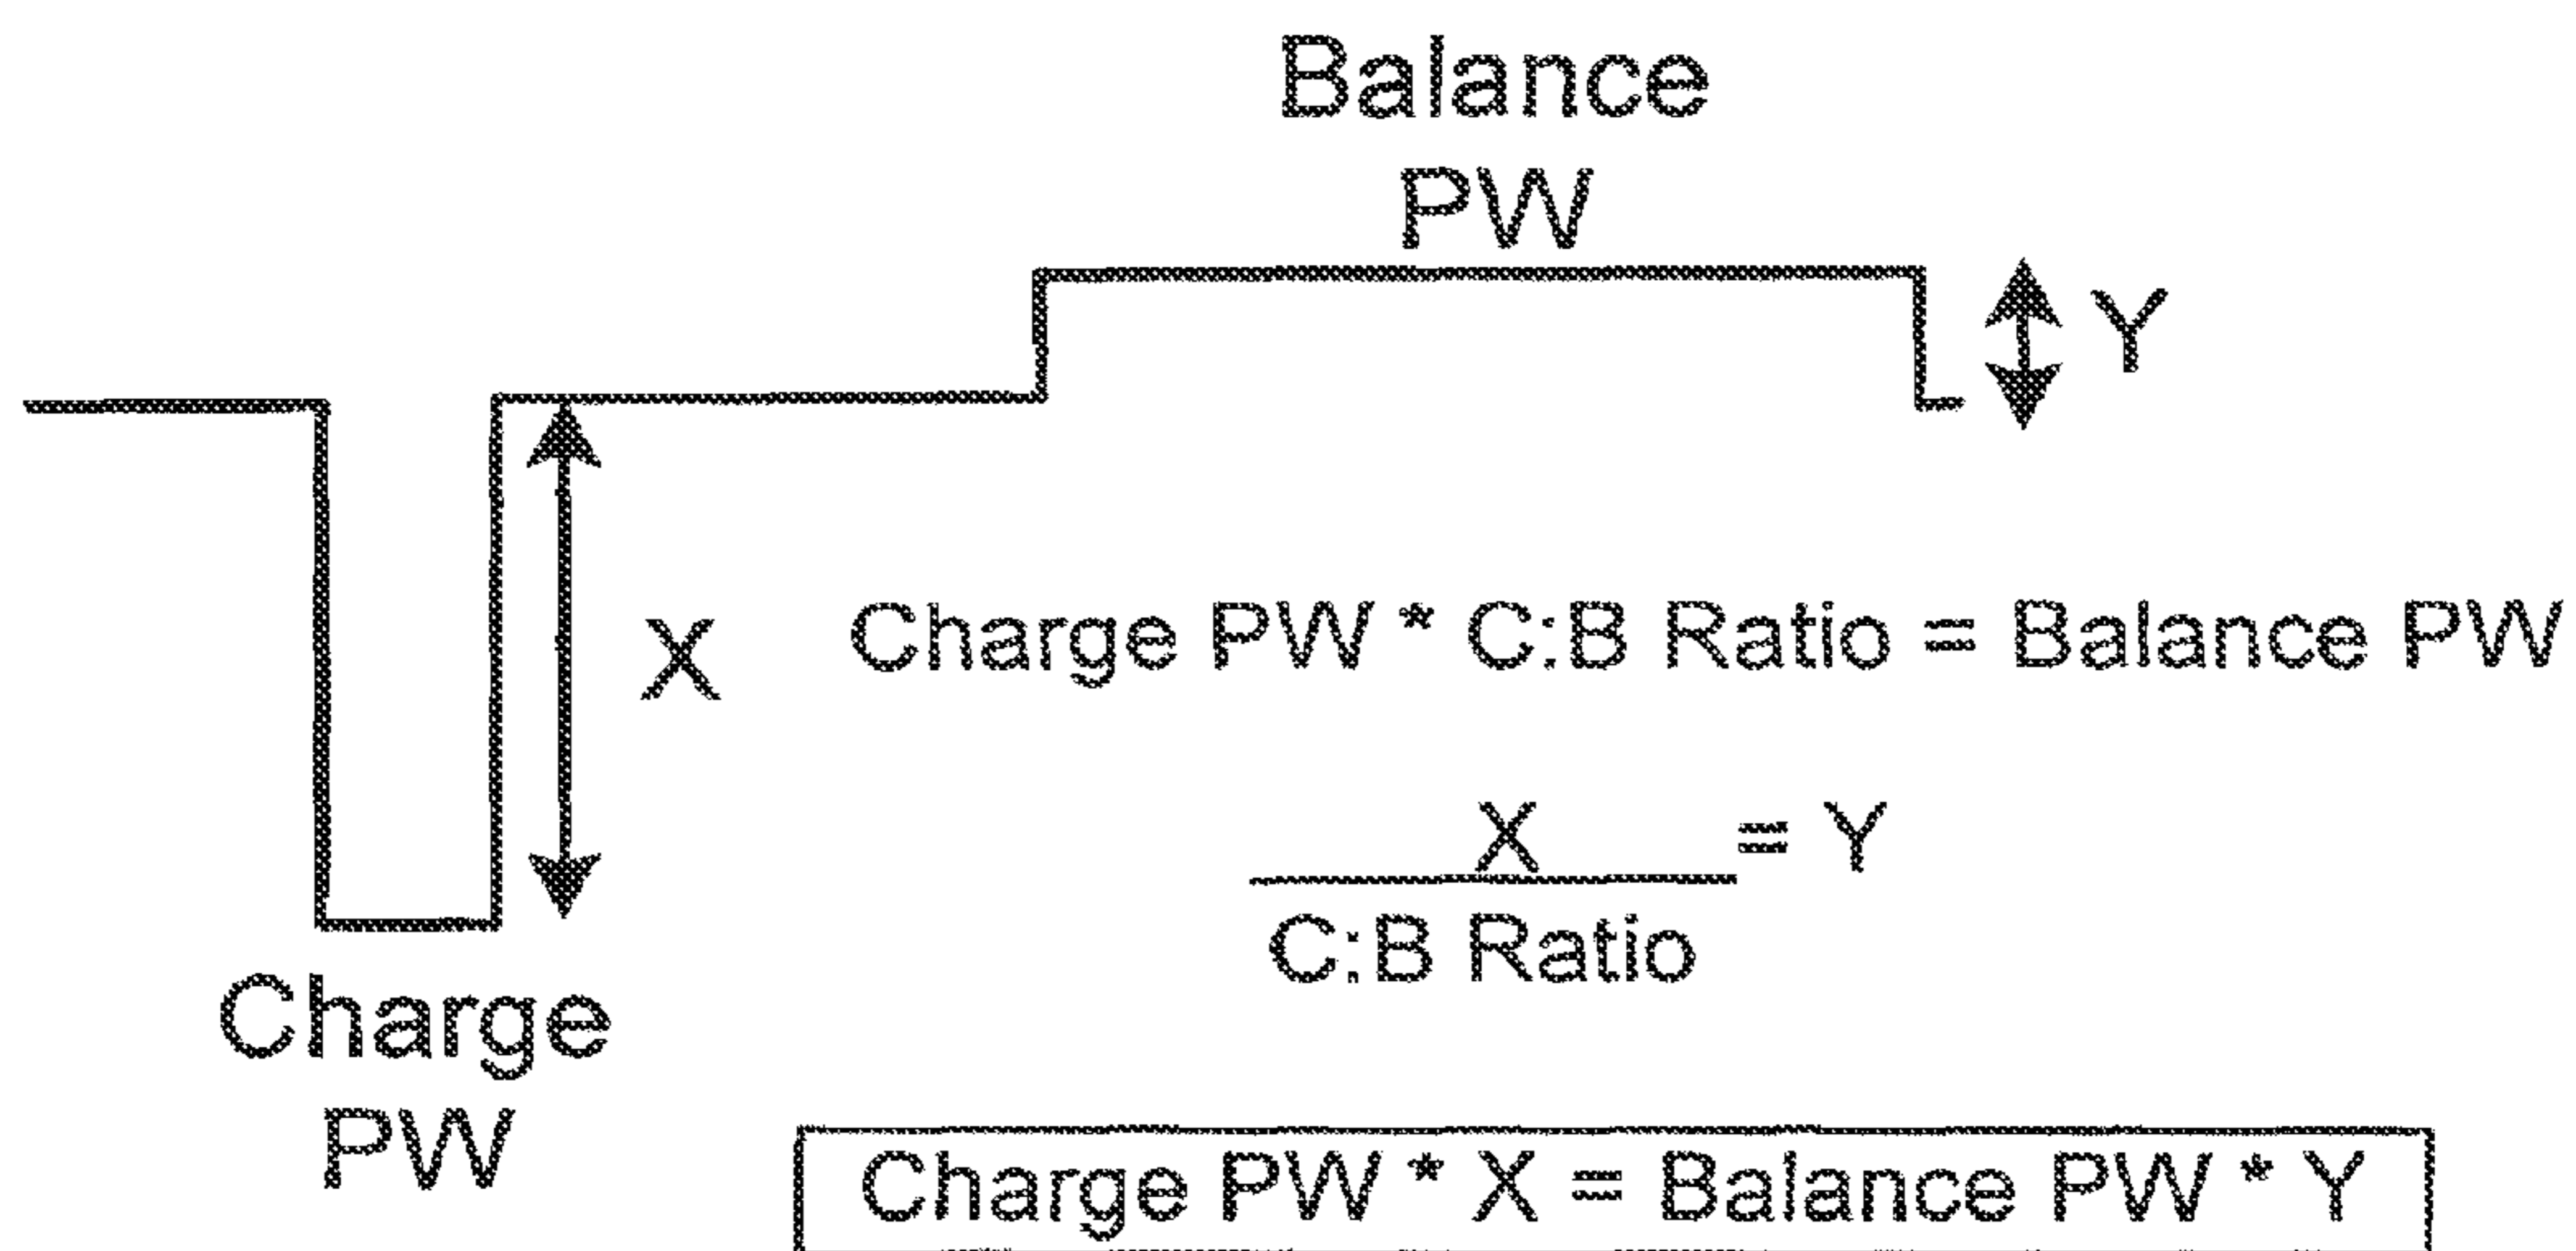 Balance
PW
Y
X
Charge PW * C:B Ratio = Balance PW
X = Y
C:B Ratio
Charge
PW
Charge PW * X = Balance PW * Y